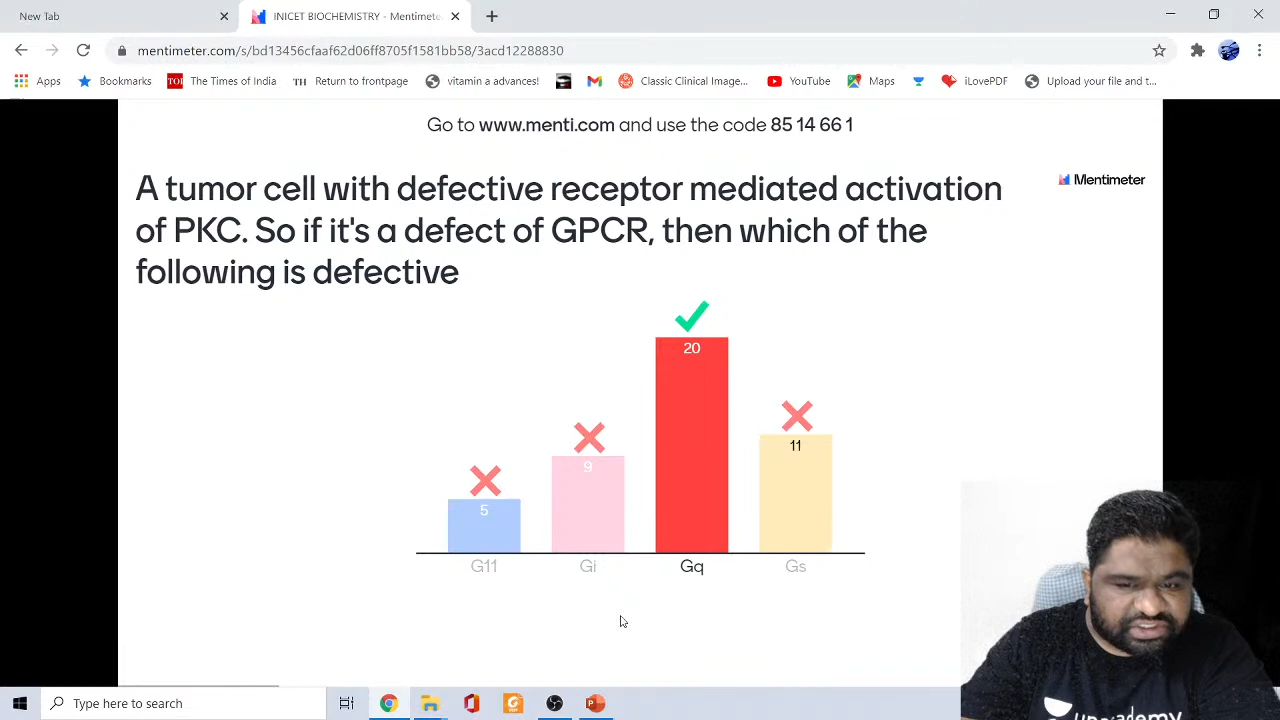 New Tab
INICET BIOCHEMISTRY - Mentimete
mentimeter.com/s/bd13456cfaaf62d06ff8705f1581bb58/3acd12288830
Apps Bookmarks TOI The Times of India TH Return to frontpage vitamin a advances! Classic Clinical Image... YouTube Maps iLovePDF Upload your file and t...
Go to www.menti.com and use the code 85 14 66 1
Mentimeter
A tumor cell with defective receptor mediated activation
of PKC. So if it's a defect of GPCR, then which of the
following is defective
20
11
9
5
G11 Gi Gq Gs
Type here to search